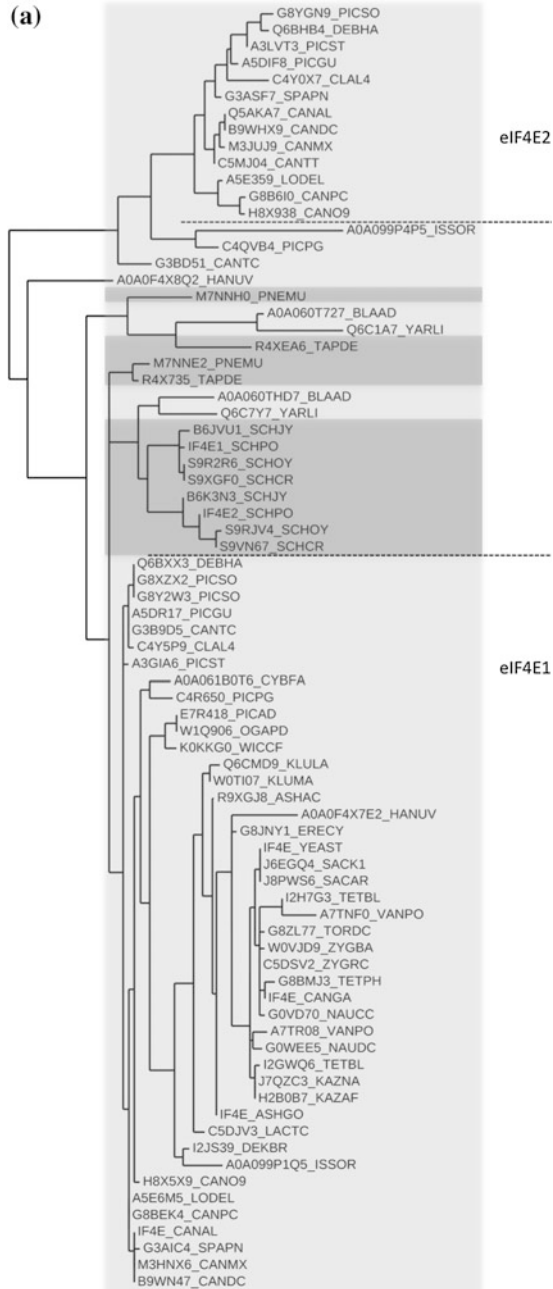 (a)
G8YGN9_PICSO
Q6BHB4_DEBHA
A3LVT3_PICST
A5DIF8_PICGU
C4Y0X7_CLAL4
G3ASF7_SPAPN
Q5AKA7_CANAL
B9WHX9_CANDC
eIF4E2
M3JUJ9_CANMX
C5MJ04_CANTT
A5E359_LODEL
G8B6I0_CANPC
H8X938_CANO9
A0A099P4P5_ISSOR
C4QVB4_PICPG
G3BD51_CANTC
A0A0F4X8Q2_HANUV
M7NNH0_PNEMU
A0A060T727_BLAAD
Q6C1A7_YARLI
R4XEA6_TAPDE
M7NNE2_PNEMU
R4X735_TAPDE
A0A060THD7_BLAAD
Q6C7Y7_YARLI
B6JVU1_SCHJY
IF4E1_SCHPO
S9R2R6_SCHOY
S9XGF0_SCHCR
B6K3N3_SCHJY
IF4E2_SCHPO
S9RJV4_SCHOY
S9VN67_SCHCR
Q6BXX3_DEBHA
G8XZX2_PICSO
G8Y2W3_PICSO
A5DR17_PICGU
G3B9D5_CANTC
C4Y5P9_CLAL4
A3GIA6_PICST
eIF4E1
A0A061B0T6_CYBFA
C4R650_PICPG
E7R418_PICAD
W1Q906_OGAPD
K0KKG0_WICCF
Q6CMD9_KLULA
W0TI07_KLUMA
R9XGJ8_ASHAC
A0A0F4X7E2_HANUV
G8JNY1_ERECY
IF4E_YEAST
J6EGQ4_SACK1
J8PWS6_SACAR
I2H7G3_TETBL
A7TNF0_VANPO
G8ZL77_TORDC
W0VJD9_ZYGBA
C5DSV2_ZYGRC
G8BMJ3_TETPH
IF4E_CANGA
G0VD70_NAUCC
A7TR08_VANPO
G0WEE5_NAUDC
I2GWQ6_TETBL
J7QZC3_KAZNA
H2B0B7_KAZAF
IF4E_ASHGO
C5DJV3_LACTC
I2JS39_DEKBR
A0A099P1Q5_ISSOR
H8X5X9_CANO9
A5E6M5_LODEL
G8BEK4_CANPC
IF4E_CANAL
G3AIC4_SPAPN
M3HNX6_CANMX
B9WN47_CANDC